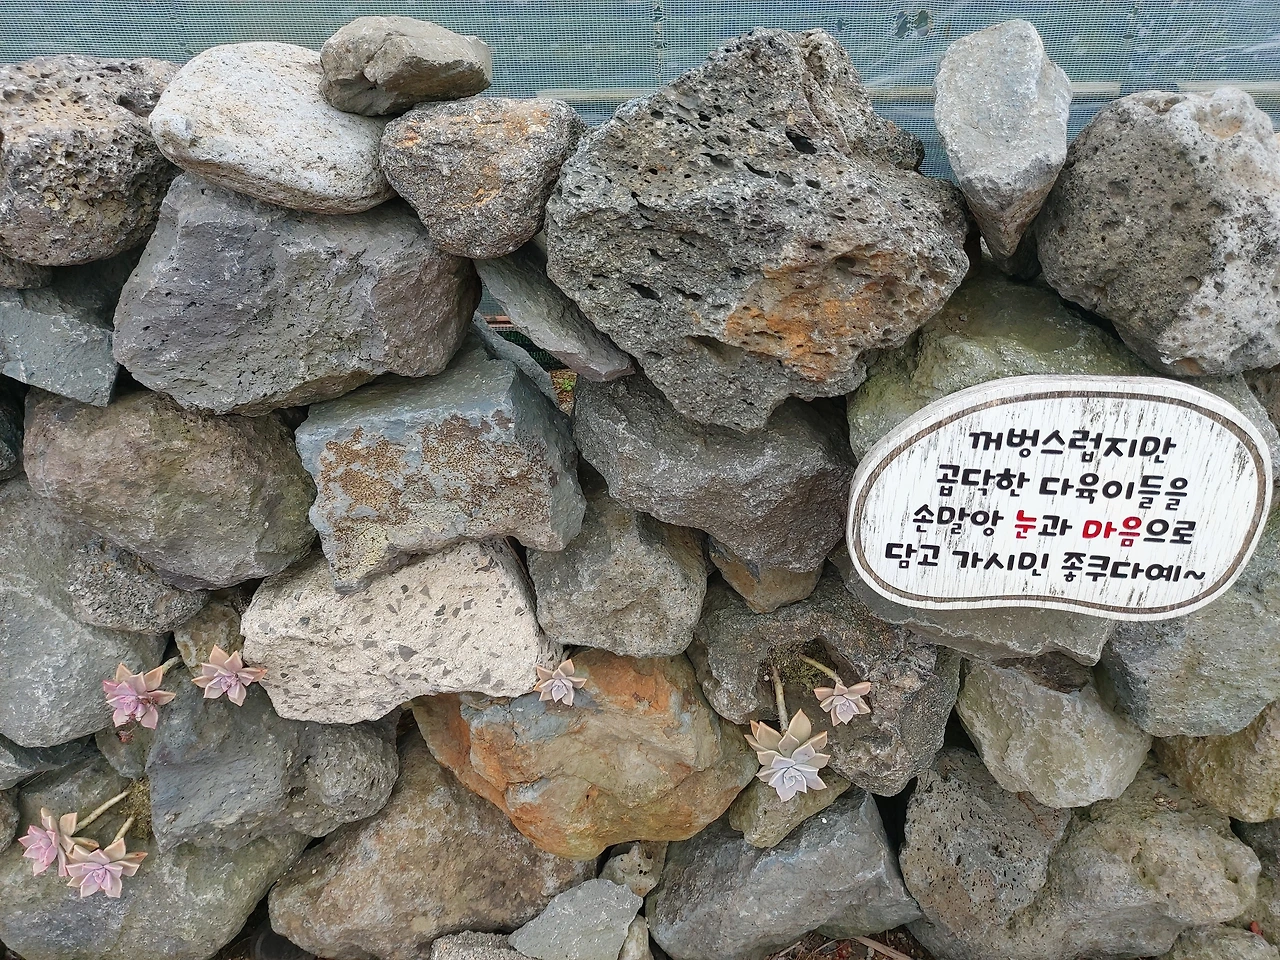 꺼벙스럽지만
곱닥한 다육이들을
손말앙 눈과 마음으로
담고 가시민 좋쿠다예~